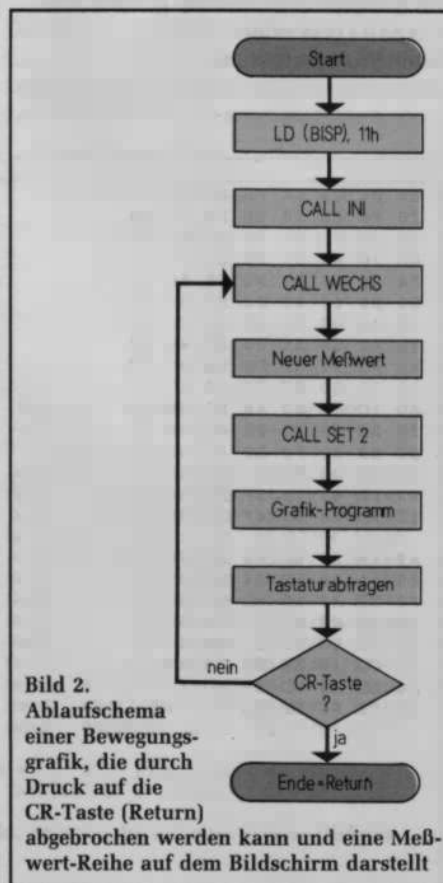 Start
LD (BISP), 11h
CALL INI
CALL WECHS
Neuer Meßwert
CALL SET 2
Grafik-Programm
Tastaturabfragen
nein
CR-Taste
?
ja
Ende=Return
Bild 2.
Ablaufschema
einer Bewegungs-
grafik, die durch
Druck auf die
CR-Taste (Return)
abgebrochen werden kann und eine Meß-
wert-Reihe auf dem Bildschirm darstellt